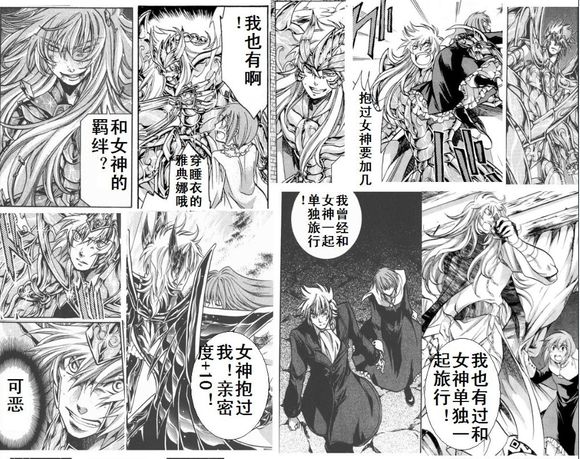 和女神的
羁绊？
我也有啊
！
穿睡衣的
雅典娜哦
抱过女神要加几
女神抱过
我！亲密
度+10！
可恶
我曾经和
女神一起
单独旅行
！
我也有过和
女神单独一
起旅行！